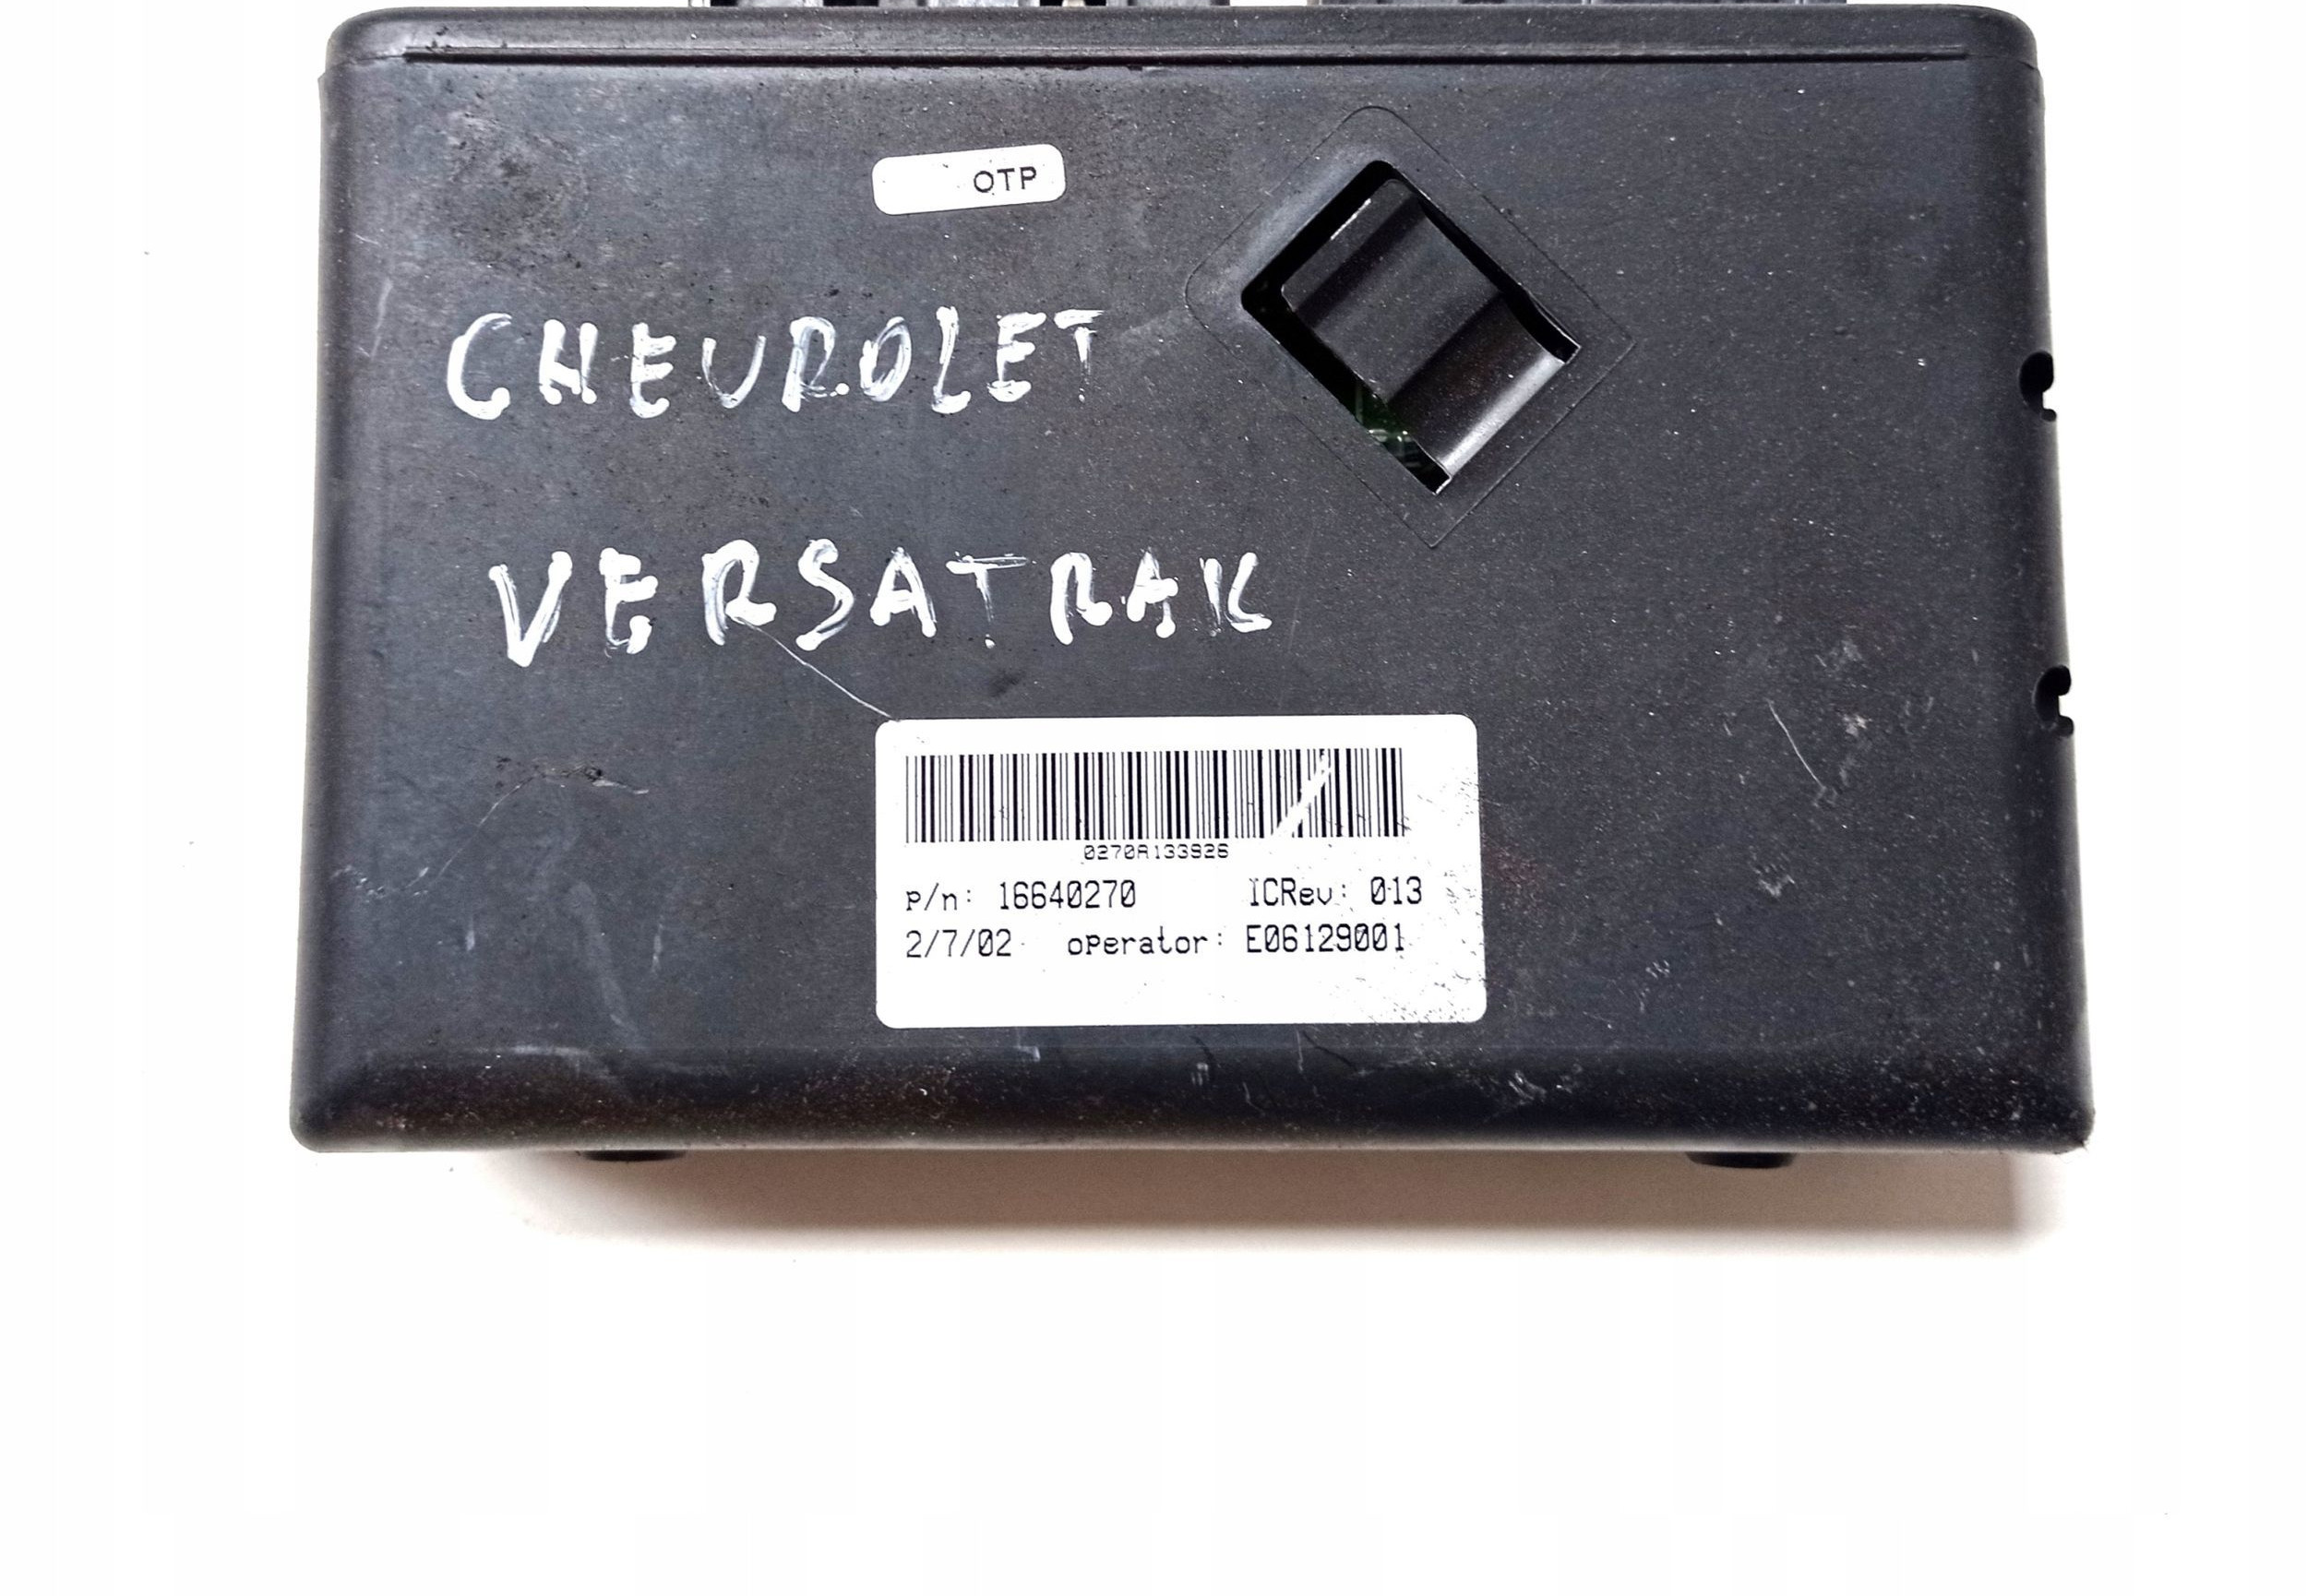 OTP
CHEVROLET
VERSATRAK
0270A133926
p/n: 16640270 ICRev: 013
2/7/02 operator: E06129001